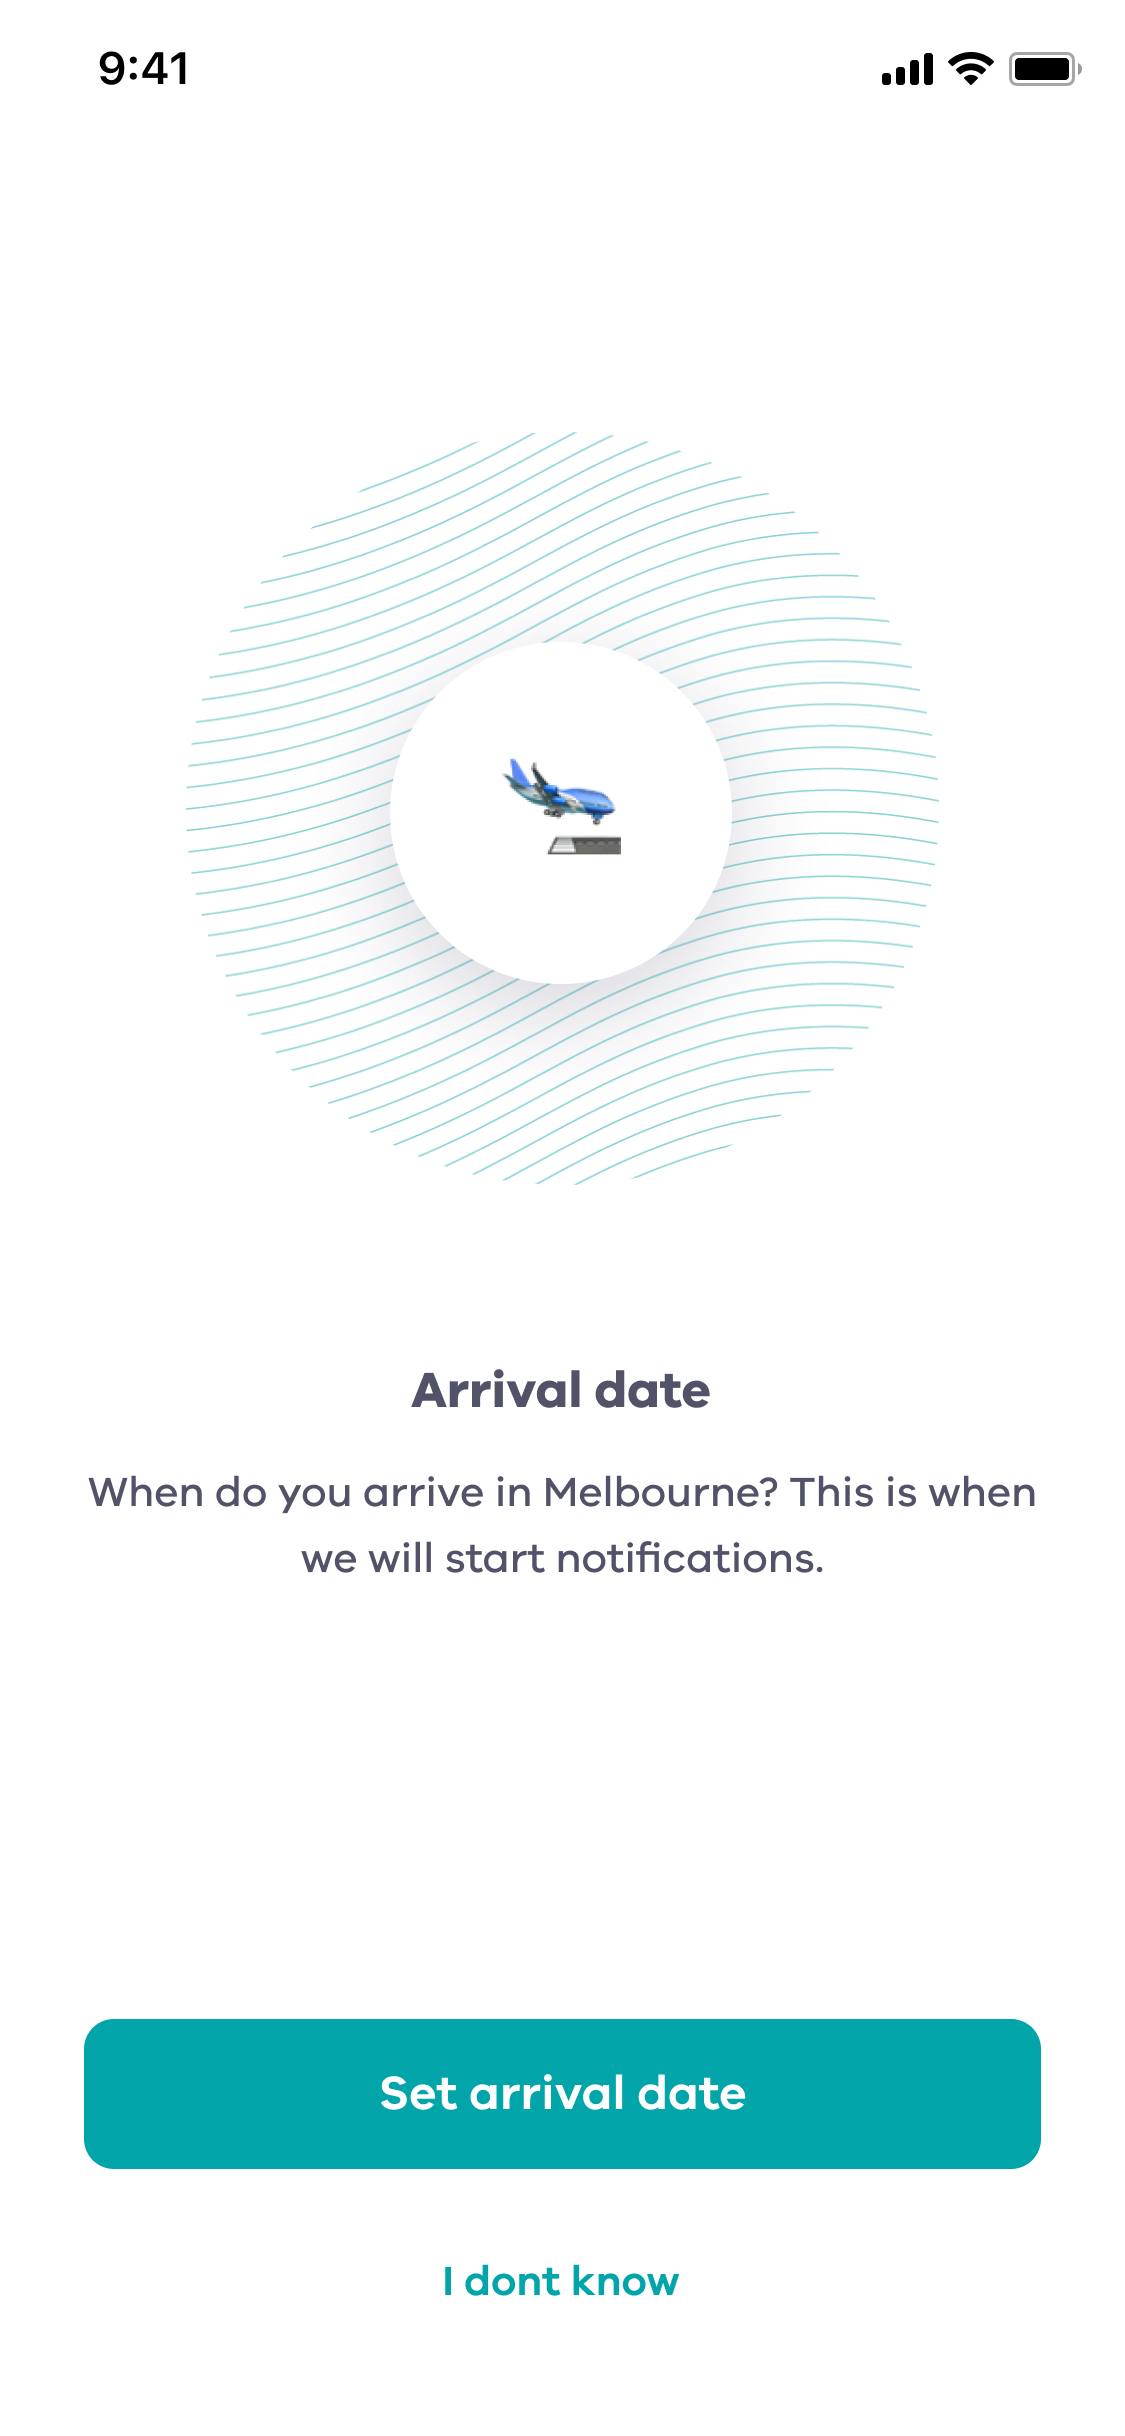 9:41
Arrival date
When do you arrive in Melbourne? This is when
we will start notifications.
Set arrival date
I dont know